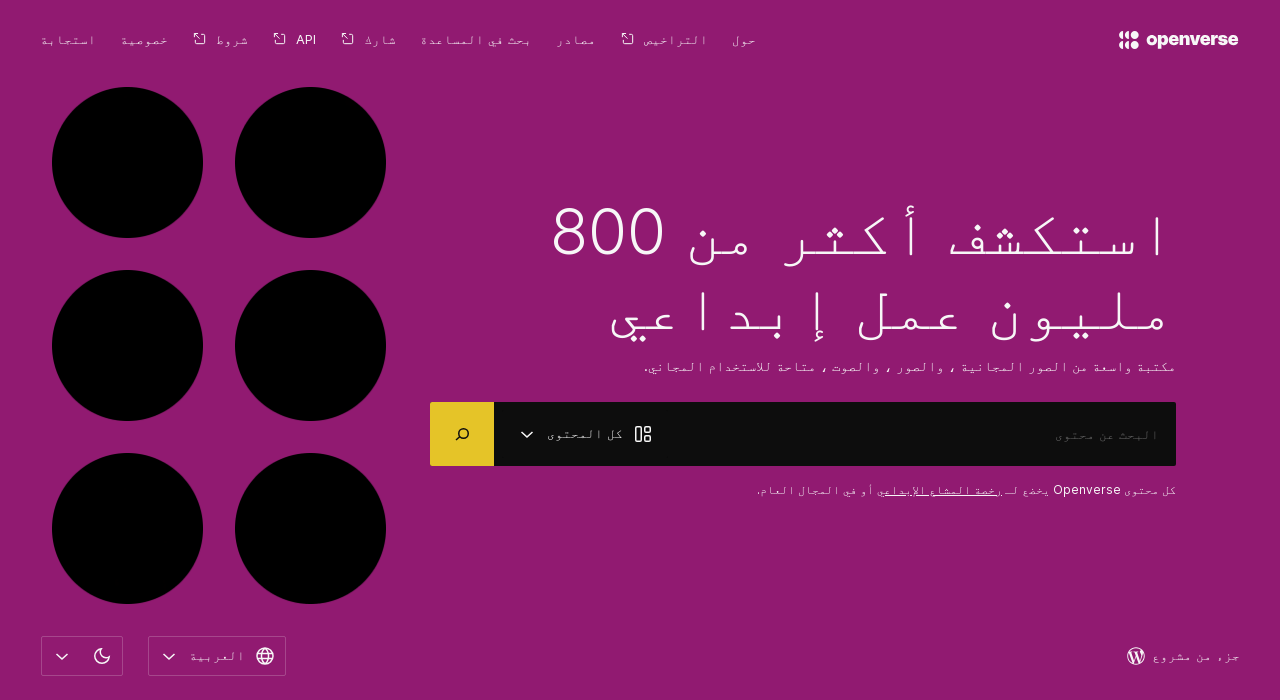 openverse
حول
التراخيص
مصادر
بحث في المساعدة
شارك
API
شروط
خصوصية
استجابة
استكشف أكثر من 800
مليون عمل إبداعي
مكتبة واسعة من الصور المجانية ، والصور ، والصوت ، متاحة للاستخدام المجاني.
البحث عن محتوى
كل المحتوى
كل محتوى Openverse يخضع لـ رخصة المشاع الإبداعي أو في المجال العام.
جزء من مشروع
العربية